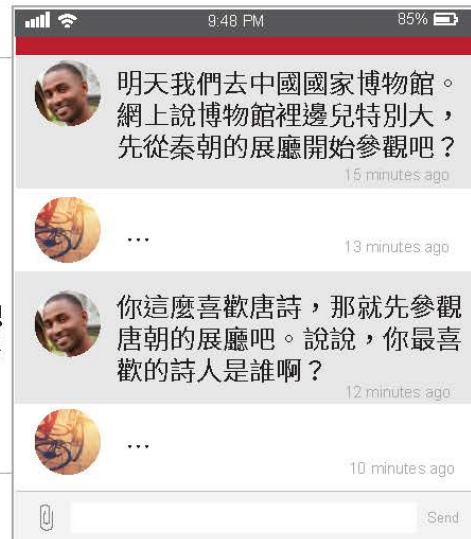 9:48 PM
85%
明天我們去中國國家博物館。
網上說博物館裡邊兒特別大，
先從秦朝的展廳開始參觀吧？
15 minutes ago
...
13 minutes ago
你這麼喜歡唐詩，那就先參觀
唐朝的展廳吧。說說，你最喜
歡的詩人是誰啊？
12 minutes ago
...
10 minutes ago
Send